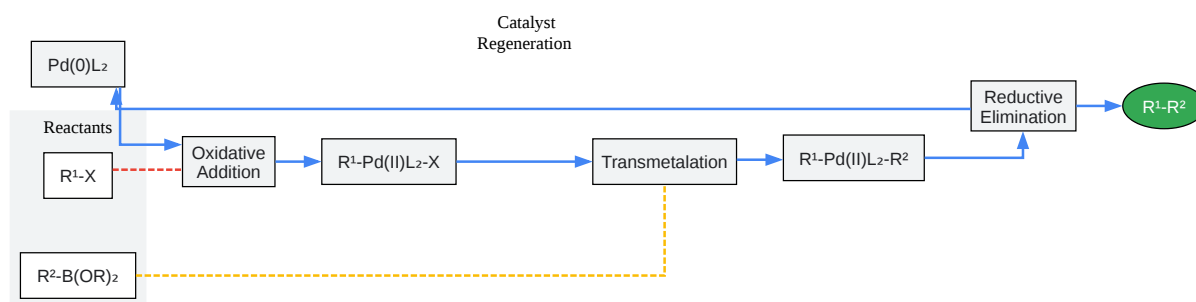 Catalyst
Regeneration
Pd(0)L₂
Reactants
R¹-X
R²-B(OR)₂
Oxidative
Addition
R¹-Pd(II)L₂-X
Transmetalation
R¹-Pd(II)L₂-R²
Reductive
Elimination
R¹-R²